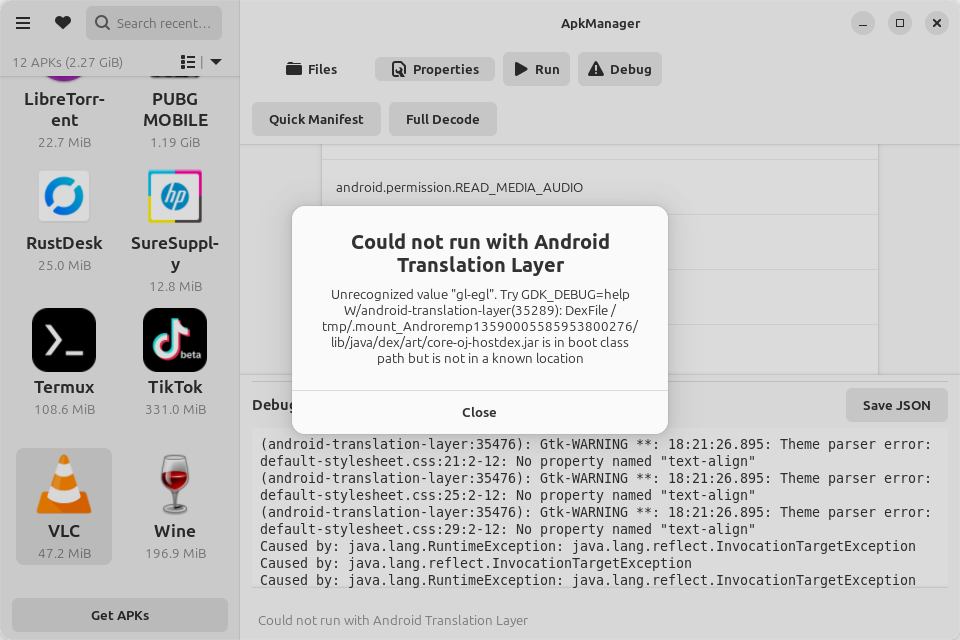 Search recent…
ApkManager
12 APKs (2.27 GiB)
Files
Properties
Run
Debug
Quick Manifest
Full Decode
LibreTorr-
ent
22.7 MiB
PUBG
MOBILE
1.19 GiB
RustDesk
25.0 MiB
SureSuppl-
y
12.8 MiB
Termux
108.6 MiB
beta
TikTok
331.0 MiB
VLC
47.2 MiB
Wine
196.9 MiB
Get APKs
android.permission.READ_MEDIA_AUDIO
Could not run with Android
Translation Layer
Unrecognized value "gl-egl". Try GDK_DEBUG=help
W/android-translation-layer(35289): DexFile /
tmp/.mount_Androremp13590005585953800276/
lib/java/dex/art/core-oj-hostdex.jar is in boot class
path but is not in a known location
Close
Debug
Save JSON
(android-translation-layer:35476): Gtk-WARNING **: 18:21:26.895: Theme parser error:
default-stylesheet.css:21:2-12: No property named "text-align"
(android-translation-layer:35476): Gtk-WARNING **: 18:21:26.895: Theme parser error:
default-stylesheet.css:25:2-12: No property named "text-align"
(android-translation-layer:35476): Gtk-WARNING **: 18:21:26.895: Theme parser error:
default-stylesheet.css:29:2-12: No property named "text-align"
Caused by: java.lang.RuntimeException: java.lang.reflect.InvocationTargetException
Caused by: java.lang.reflect.InvocationTargetException
Caused by: java.lang.RuntimeException: java.lang.reflect.InvocationTargetException
Could not run with Android Translation Layer